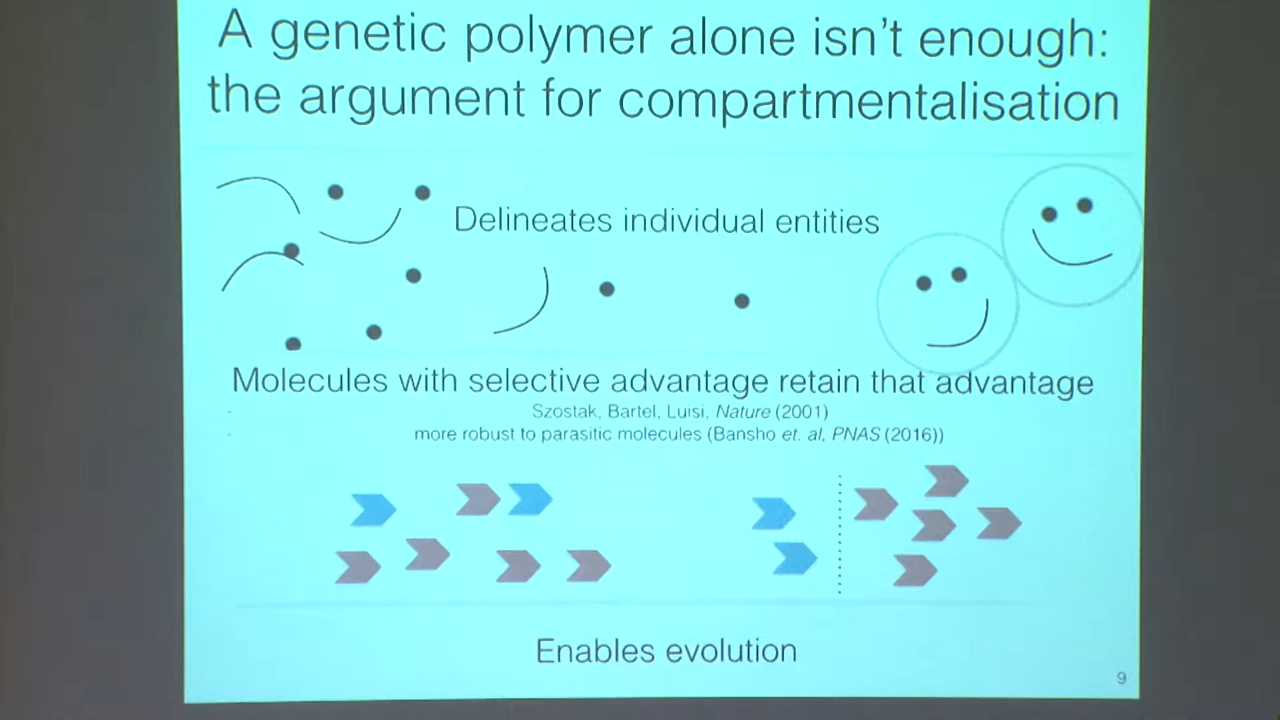 A genetic polymer alone isn't enough:
the argument for compartmentalisation
Delineates individual entities
Molecules with selective advantage retain that advantage
Szostak, Bartel, Luisi, Nature (2001)
more robust to parasitic molecules (Bansho et. al, PNAS (2016))
Enables evolution
9